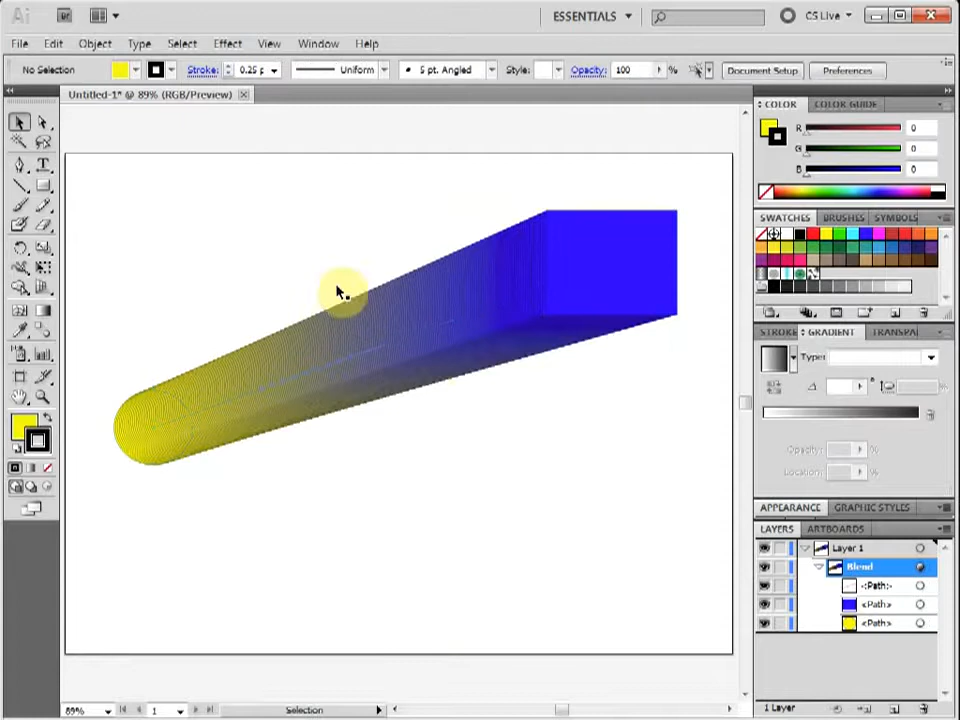 Ai Br ESSENTIALS CS Live
File Edit Object Type Select Effect View Window Help
No Selection Stroke: 0.25 p Uniform 5 pt. Angled Style: Opacity: 100 % Document Setup Preferences
Untitled-1* @ 89% (RGB/Preview)
COLOR COLOR GUIDE
R 0
G 0
B 0
SWATCHES BRUSHES SYMBOLS
STROKE GRADIENT TRANSPA
Type:
%
Opacity: %
Location: %
APPEARANCE GRAPHIC STYLES
LAYERS ARTBOARDS
Layer 1
Blend
<Path>
<Path>
<Path>
89% 1 Selection 1 Layer